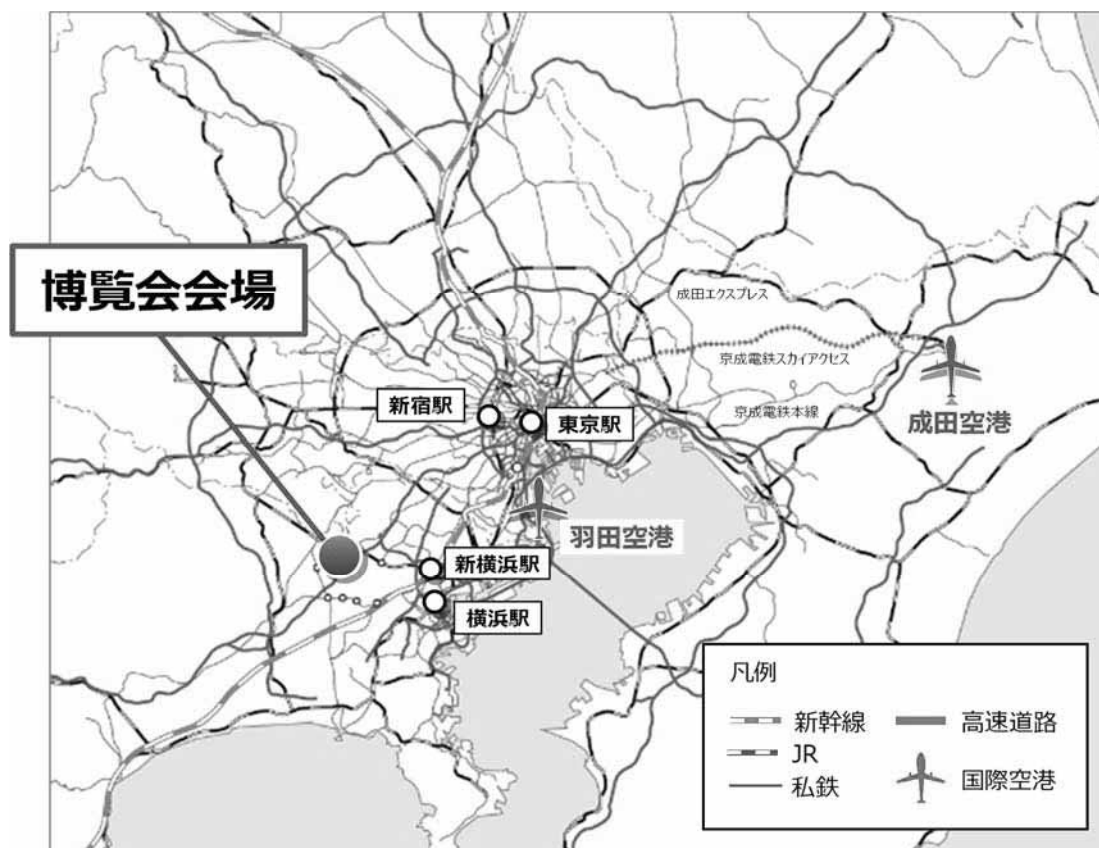 博覧会会場
成田エクスプレス
京成電鉄スカイアクセス
京成電鉄本線
成田空港
新宿駅
東京駅
羽田空港
新横浜駅
横浜駅
凡例
新幹線
高速道路
JR
私鉄
国際空港